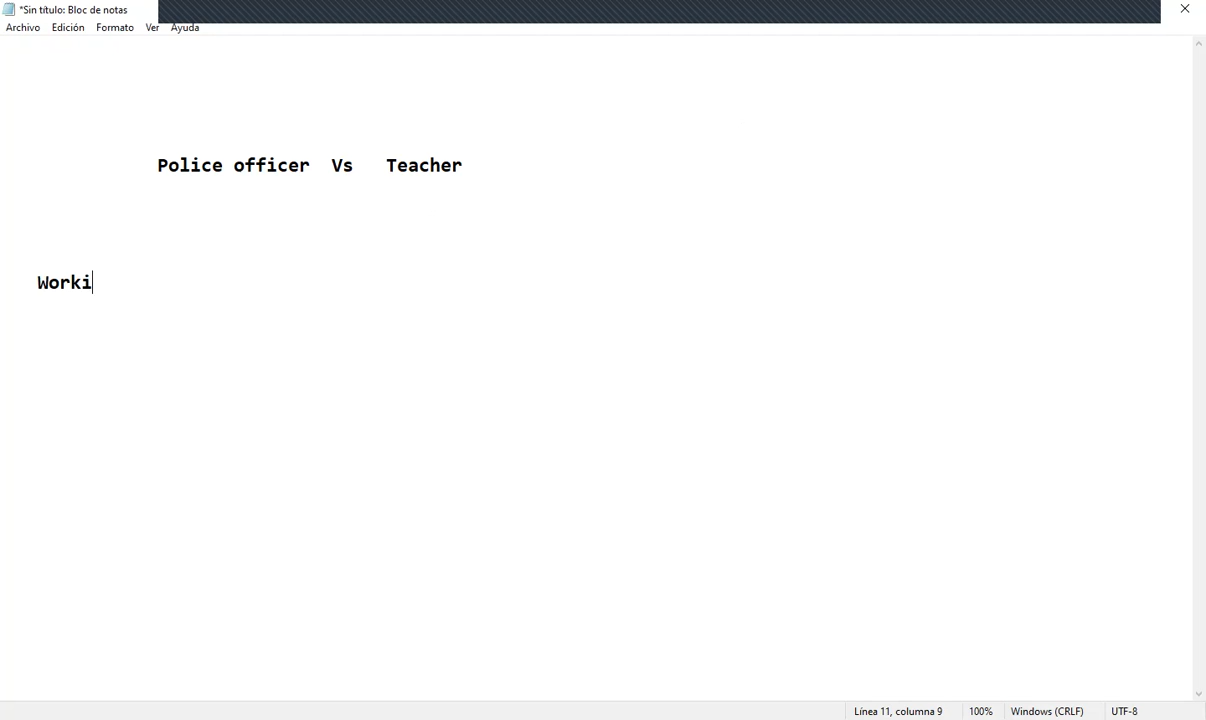 *Sin título: Bloc de notas
Archivo Edición Formato Ver Ayuda
Police officer Vs Teacher
Worki
Línea 11, columna 9 100% Windows (CRLF) UTF-8